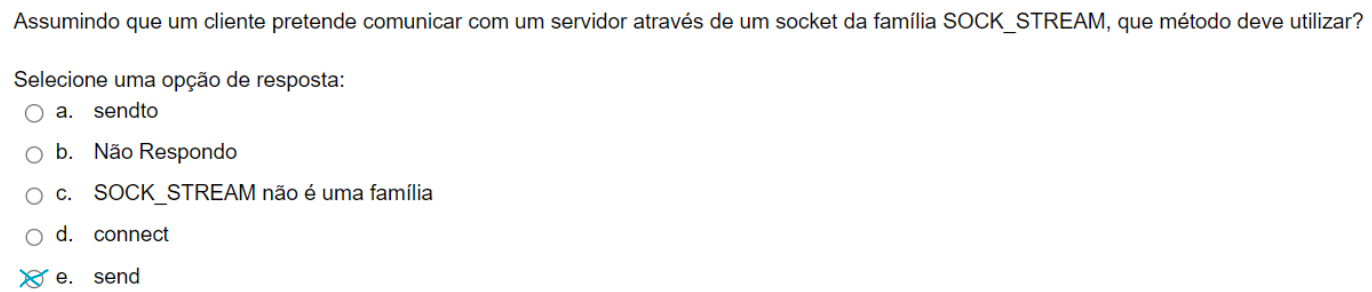 Assumindo que um cliente pretende comunicar com um servidor através de um socket da família SOCK_STREAM, que método deve utilizar?
Selecione uma opção de resposta:
a. sendto
b. Não Respondo
c. SOCK_STREAM não é uma família
d. connect
e. send